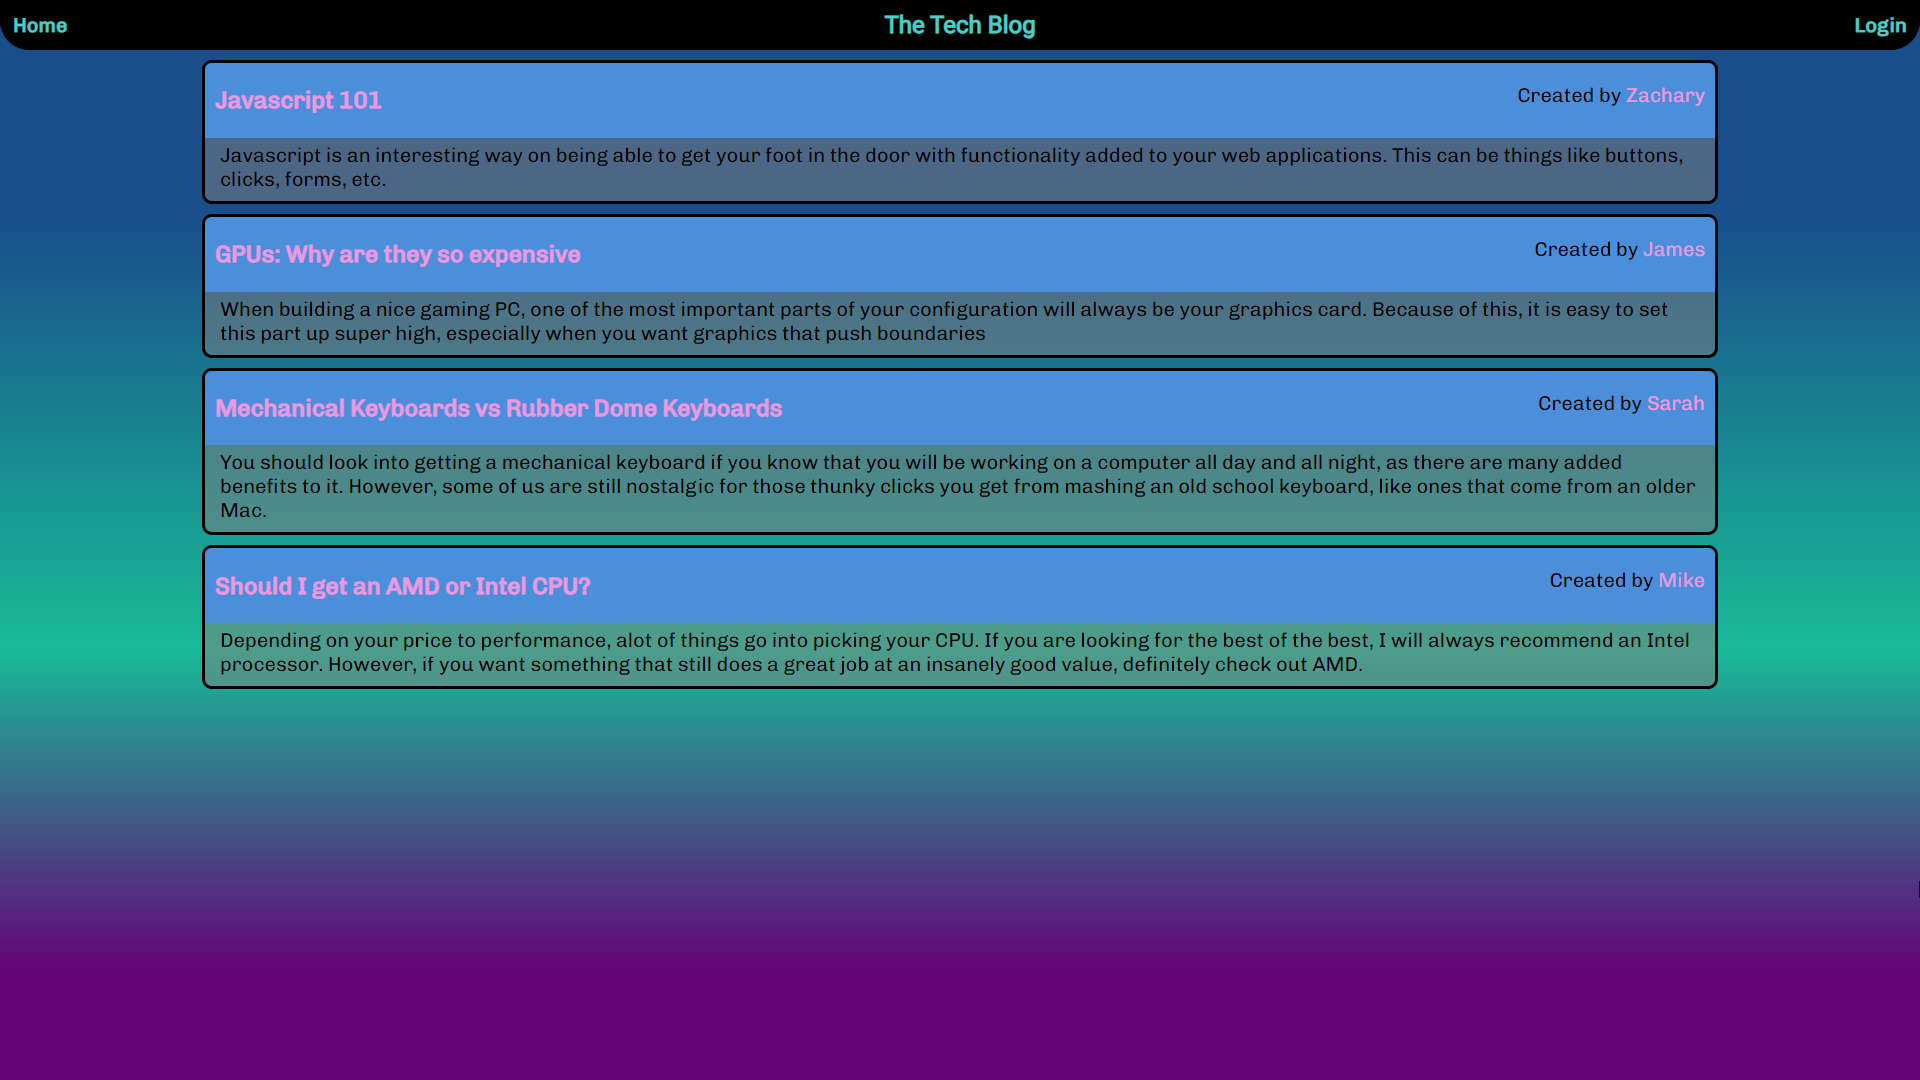 Home
The Tech Blog
Login
Javascript 101
Created by Zachary
Javascript is an interesting way on being able to get your foot in the door with functionality added to your web applications. This can be things like buttons,
clicks, forms, etc.
GPUs: Why are they so expensive
Created by James
When building a nice gaming PC, one of the most important parts of your configuration will always be your graphics card. Because of this, it is easy to set
this part up super high, especially when you want graphics that push boundaries
Mechanical Keyboards vs Rubber Dome Keyboards
Created by Sarah
You should look into getting a mechanical keyboard if you know that you will be working on a computer all day and all night, as there are many added
benefits to it. However, some of us are still nostalgic for those thunky clicks you get from mashing an old school keyboard, like ones that come from an older
Mac.
Should I get an AMD or Intel CPU?
Created by Mike
Depending on your price to performance, alot of things go into picking your CPU. If you are looking for the best of the best, I will always recommend an Intel
processor. However, if you want something that still does a great job at an insanely good value, definitely check out AMD.